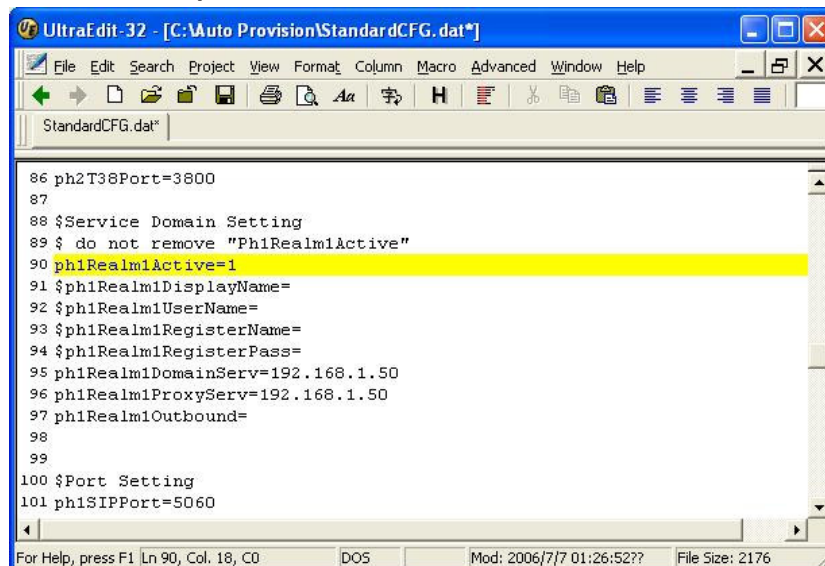 UltraEdit-32 - [C:\Auto Provision\StandardCFG.dat*]
File Edit Search Project View Format Column Macro Advanced Window Help
StandardCFG.dat*
86 ph2T38Port=3800
87
88 $Service Domain Setting
89 $ do not remove "Ph1Realm1Active"
90 ph1Realm1Active=1
91 $ph1Realm1DisplayName=
92 $ph1Realm1UserName=
93 $ph1Realm1RegisterName=
94 $ph1Realm1RegisterPass=
95 ph1Realm1DomainServ=192.168.1.50
96 ph1Realm1ProxyServ=192.168.1.50
97 ph1Realm1Outbound=
98
99
100 $Port Setting
101 ph1SIPPort=5060
For Help, press F1 Ln 90, Col. 18, C0 DOS Mod: 2006/7/7 01:26:52?? File Size: 2176